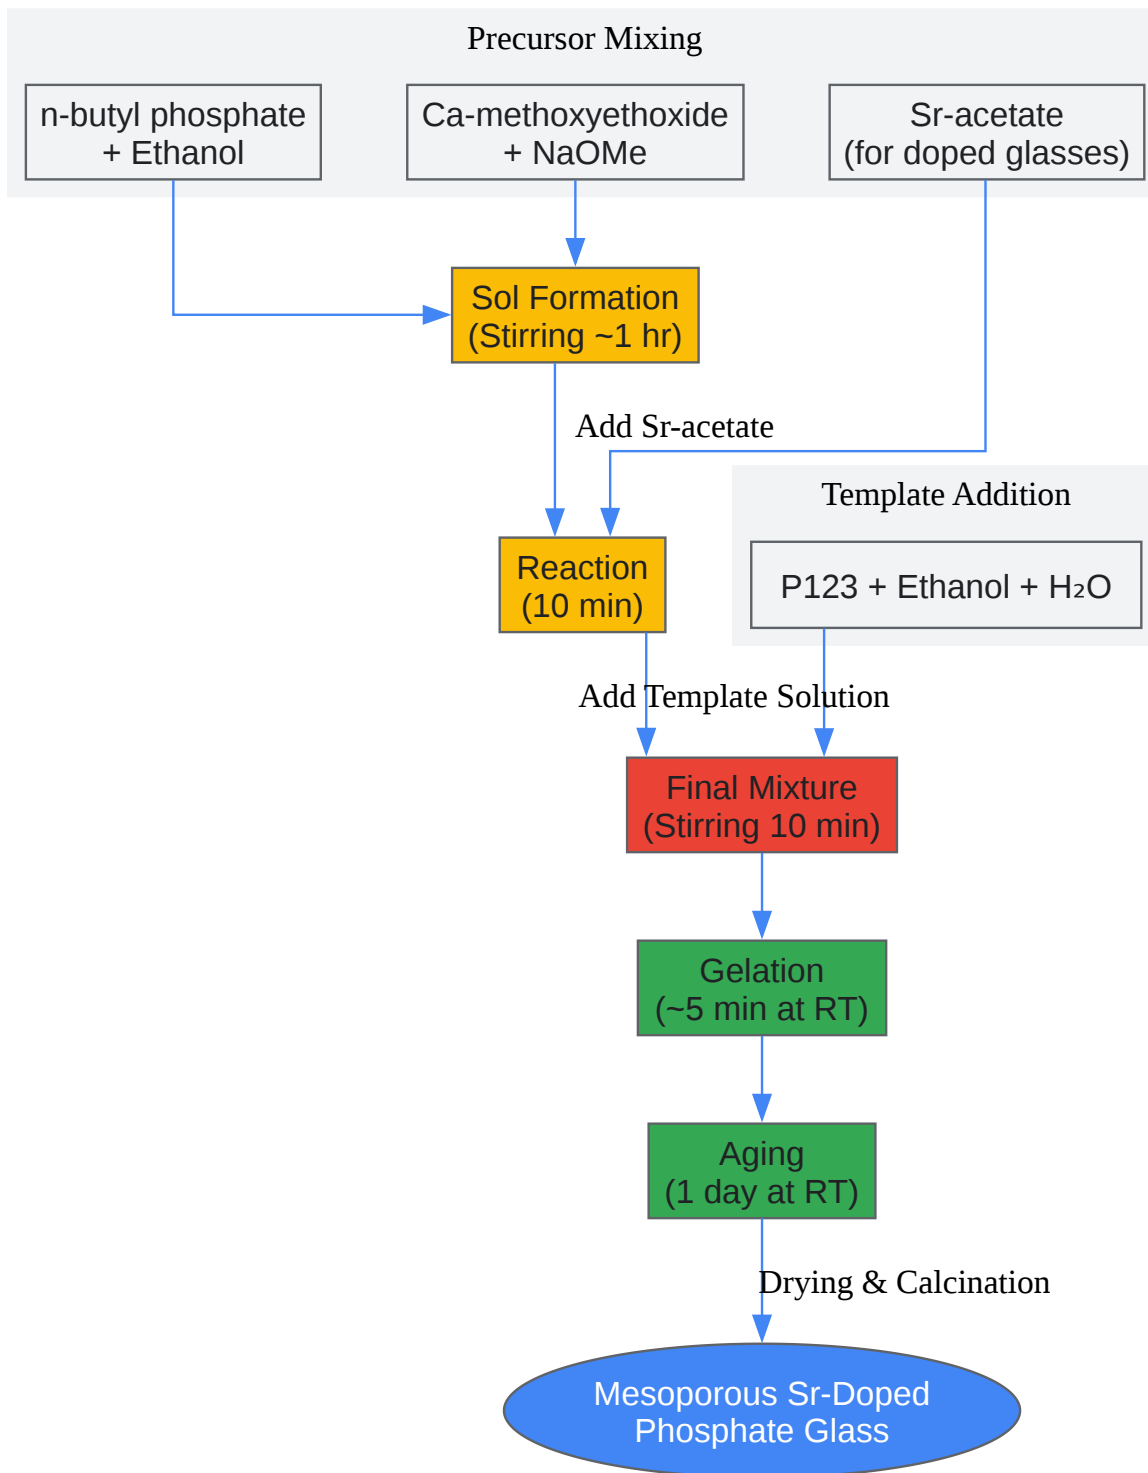 Precursor Mixing
n-butyl phosphate
+ Ethanol
Ca-methoxyethoxide
+ NaOMe
Sr-acetate
(for doped glasses)
Sol Formation
(Stirring ~1 hr)
Add Sr-acetate
Template Addition
Reaction
(10 min)
P123 + Ethanol + H₂O
Add Template Solution
Final Mixture
(Stirring 10 min)
Gelation
(~5 min at RT)
Aging
(1 day at RT)
Drying & Calcination
Mesoporous Sr-Doped
Phosphate Glass